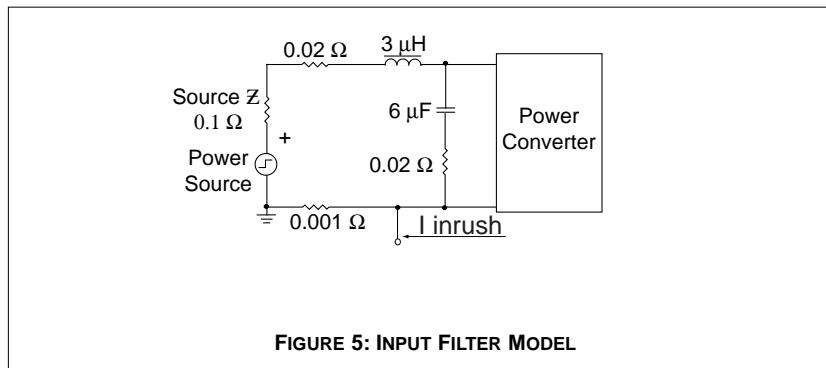 0.02 Ω
3 μH
Source Z
0.1 Ω
+
Power
Source
6 μF
0.02 Ω
Power
Converter
0.001 Ω
I inrush
FIGURE 5: INPUT FILTER MODEL